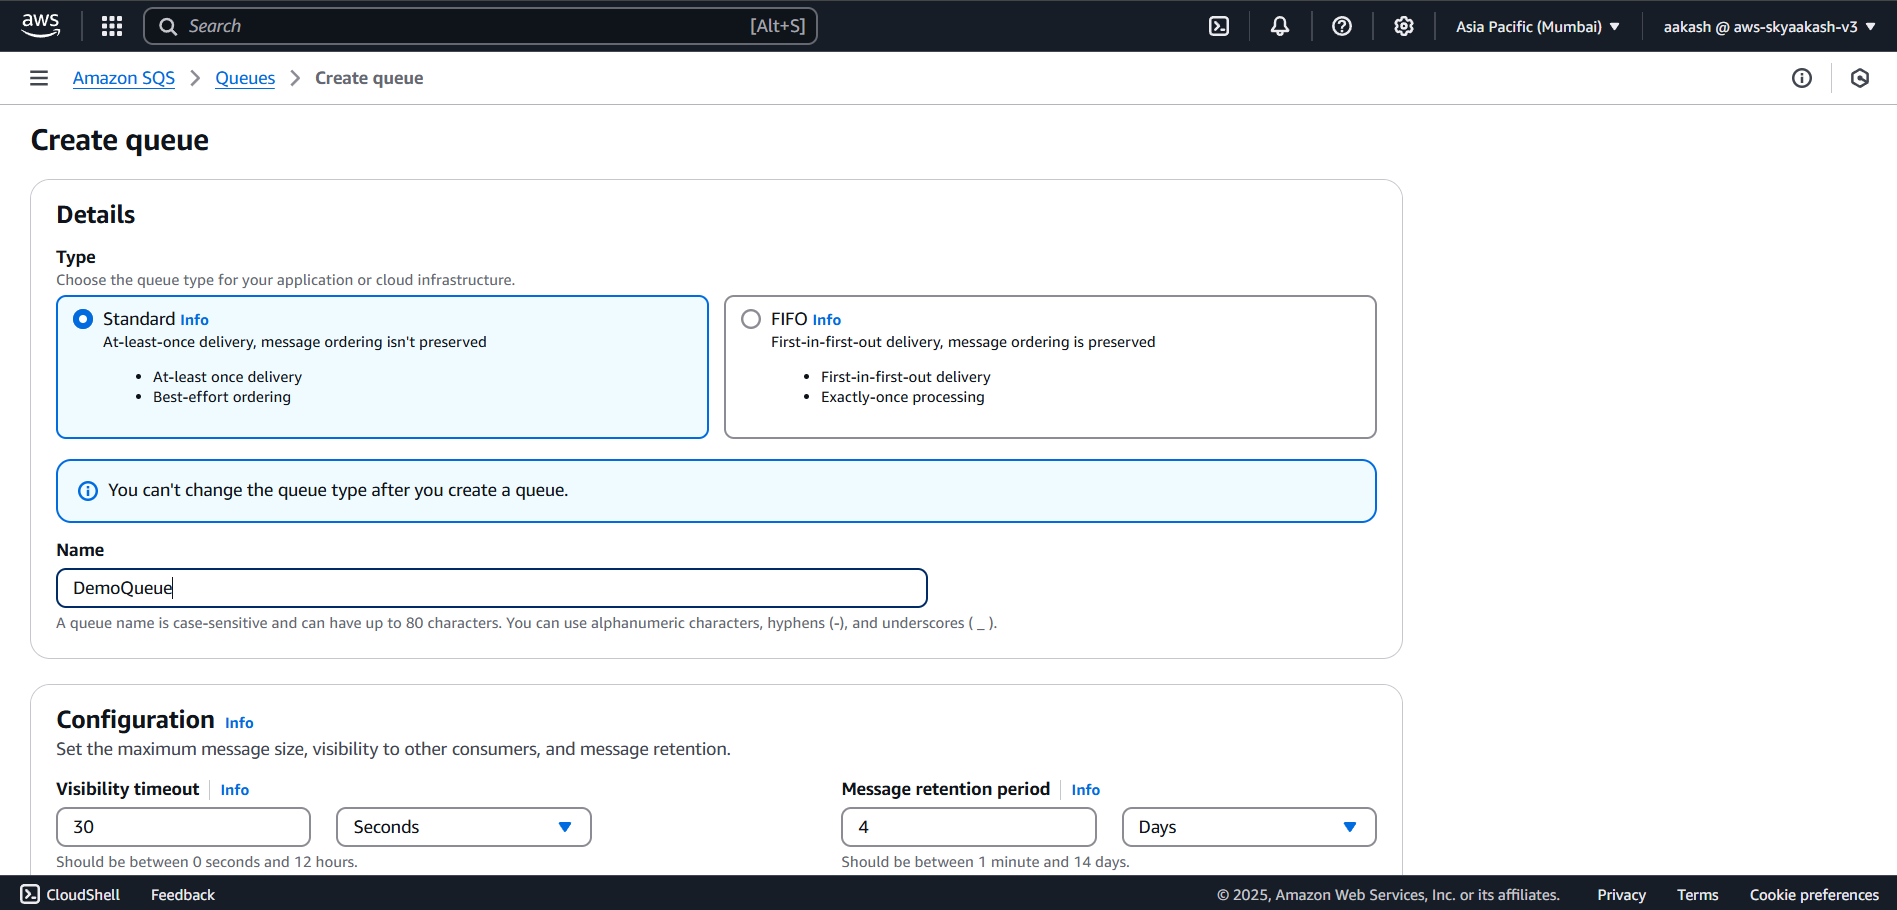 aws
Search [Alt+S]
Asia Pacific (Mumbai)
aakash @ aws-skyaakash-v3
Amazon SQS
Queues
Create queue
Create queue
Details
Type
Choose the queue type for your application or cloud infrastructure.
Standard Info
At-least-once delivery, message ordering isn't preserved
• At-least once delivery
• Best-effort ordering
FIFO Info
First-in-first-out delivery, message ordering is preserved
• First-in-first-out delivery
• Exactly-once processing
You can't change the queue type after you create a queue.
Name
DemoQueue
A queue name is case-sensitive and can have up to 80 characters. You can use alphanumeric characters, hyphens (-), and underscores ( _ ).
Configuration Info
Set the maximum message size, visibility to other consumers, and message retention.
Visibility timeout Info
30 Seconds
Should be between 0 seconds and 12 hours.
Message retention period Info
4 Days
Should be between 1 minute and 14 days.
CloudShell
Feedback
© 2025, Amazon Web Services, Inc. or its affiliates.
Privacy
Terms
Cookie preferences